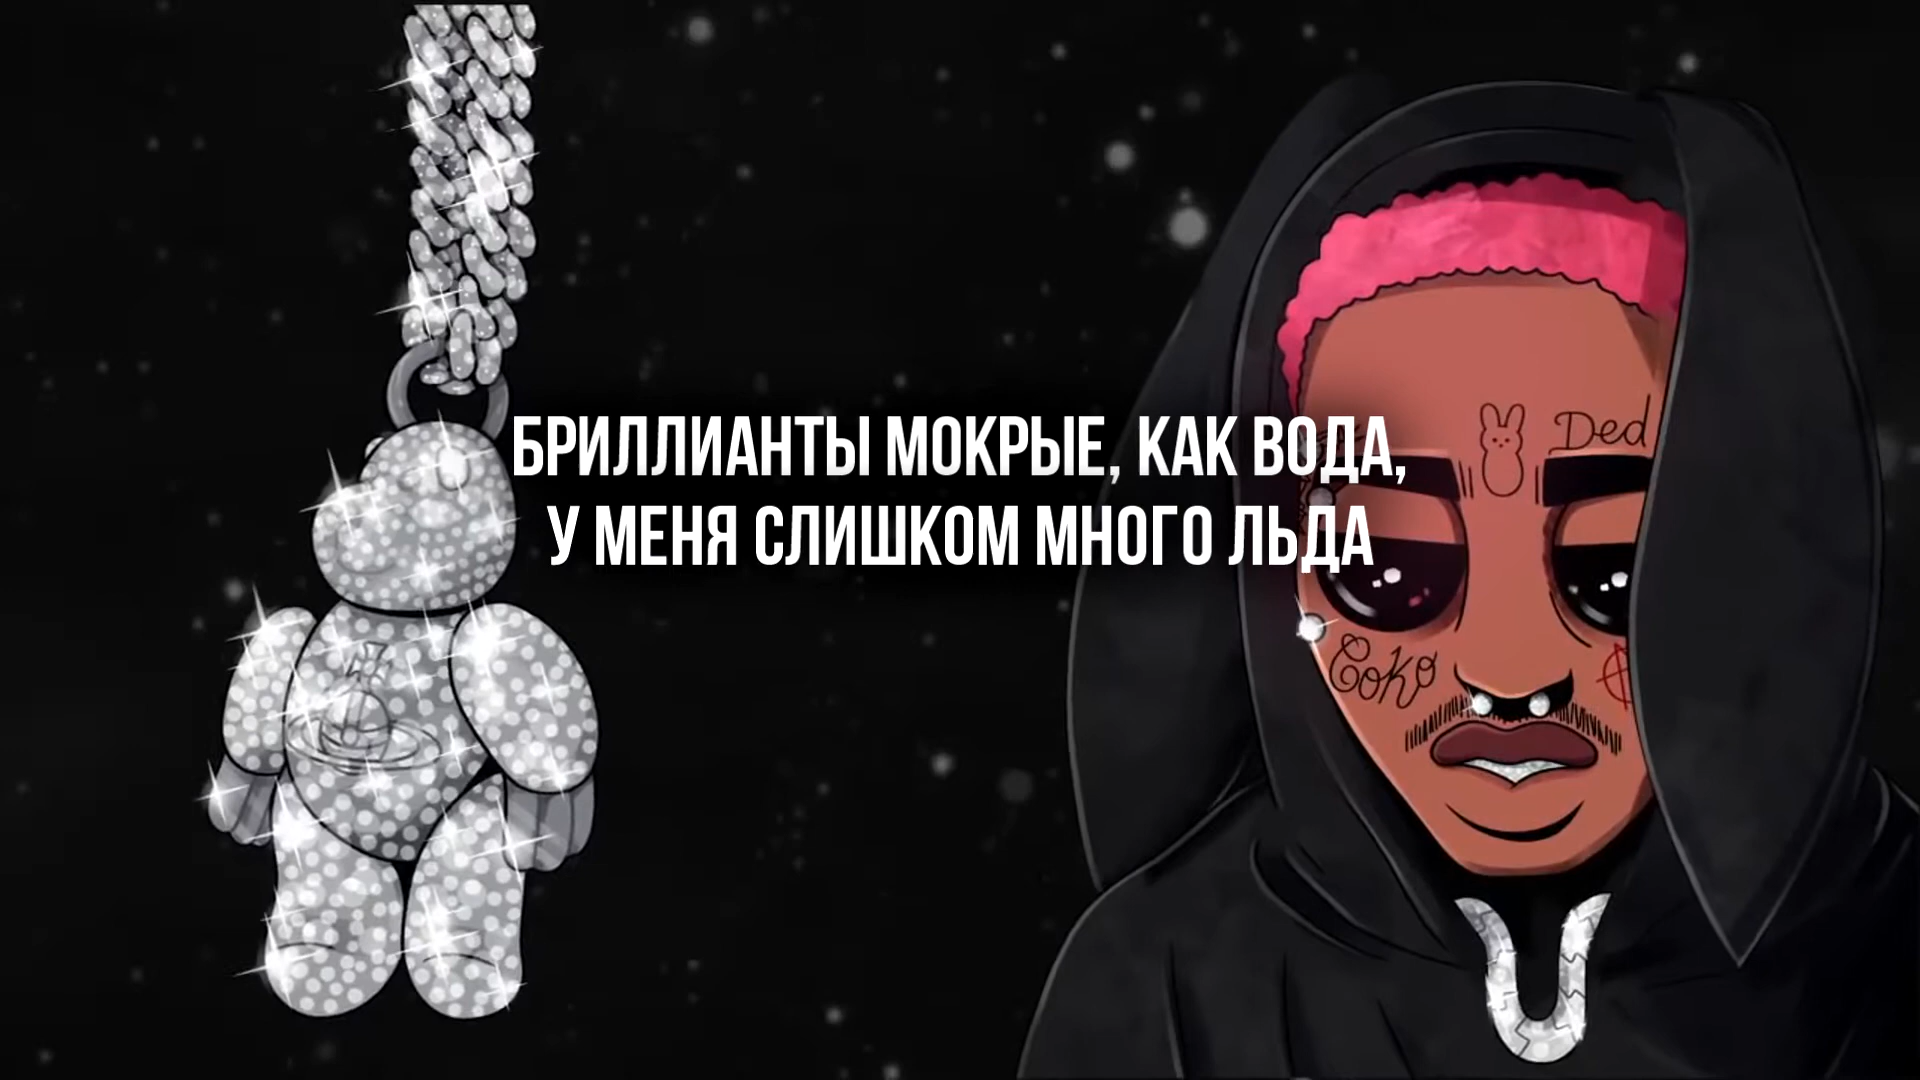 БРИЛЛИАНТЫ МОКРЫЕ, КАК ВОДА,
У МЕНЯ СЛИШКОМ МНОГО ЛЬДА
Ded
Coko